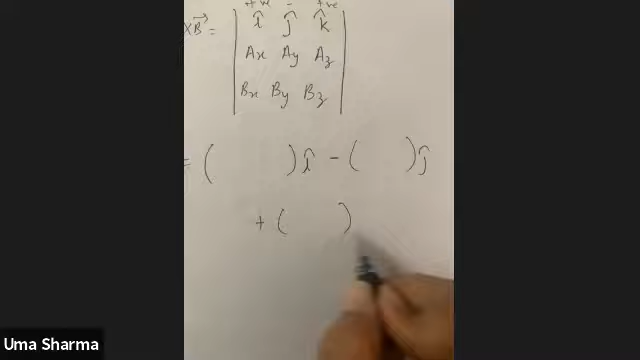 +ve - +ve
×B⃗ = | î ĵ k̂ |
| Ax Ay Az |
| Bx By Bz |
= ( ) î - ( ) ĵ
+ ( )
Uma Sharma